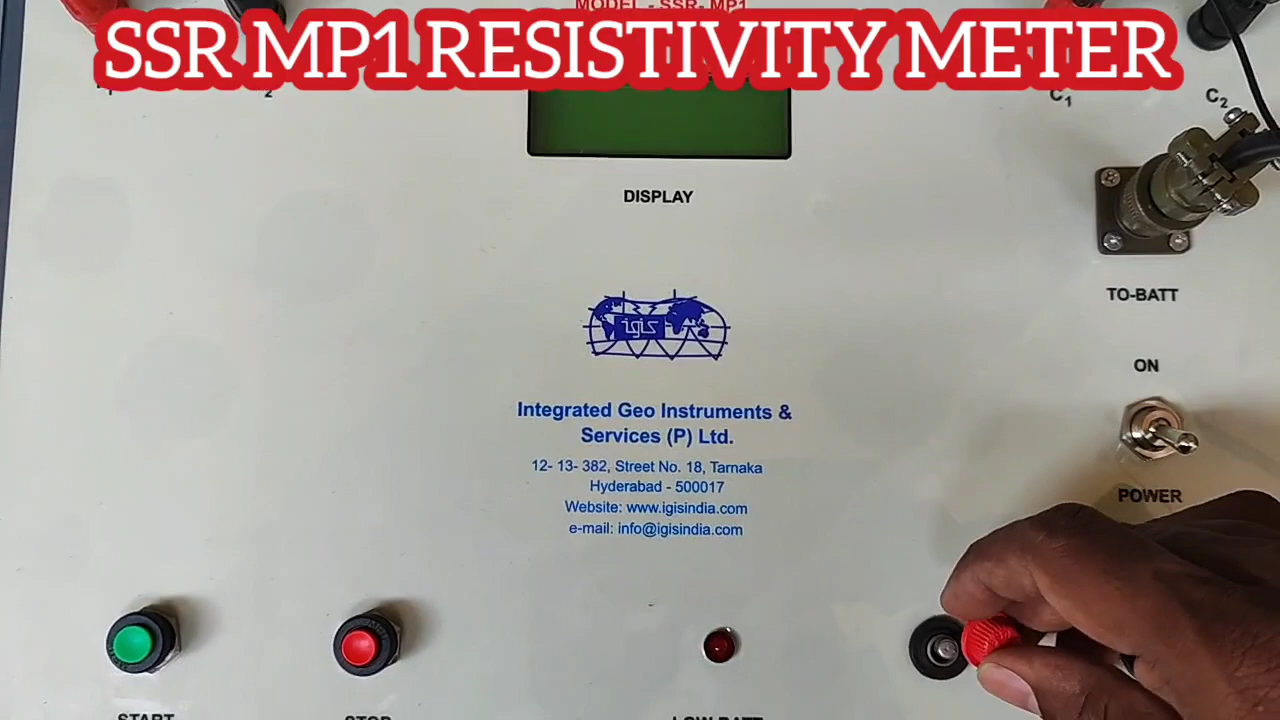 MODEL - SSR- MP1
SSR MP1 RESISTIVITY METER
2
C1
C2
DISPLAY
TO-BATT
igis
ON
Integrated Geo Instruments &
Services (P) Ltd.
12- 13- 382, Street No. 18, Tarnaka
Hyderabad - 500017
Website: www.igisindia.com
e-mail: info@igisindia.com
POWER
START
STOP
LOW BATT